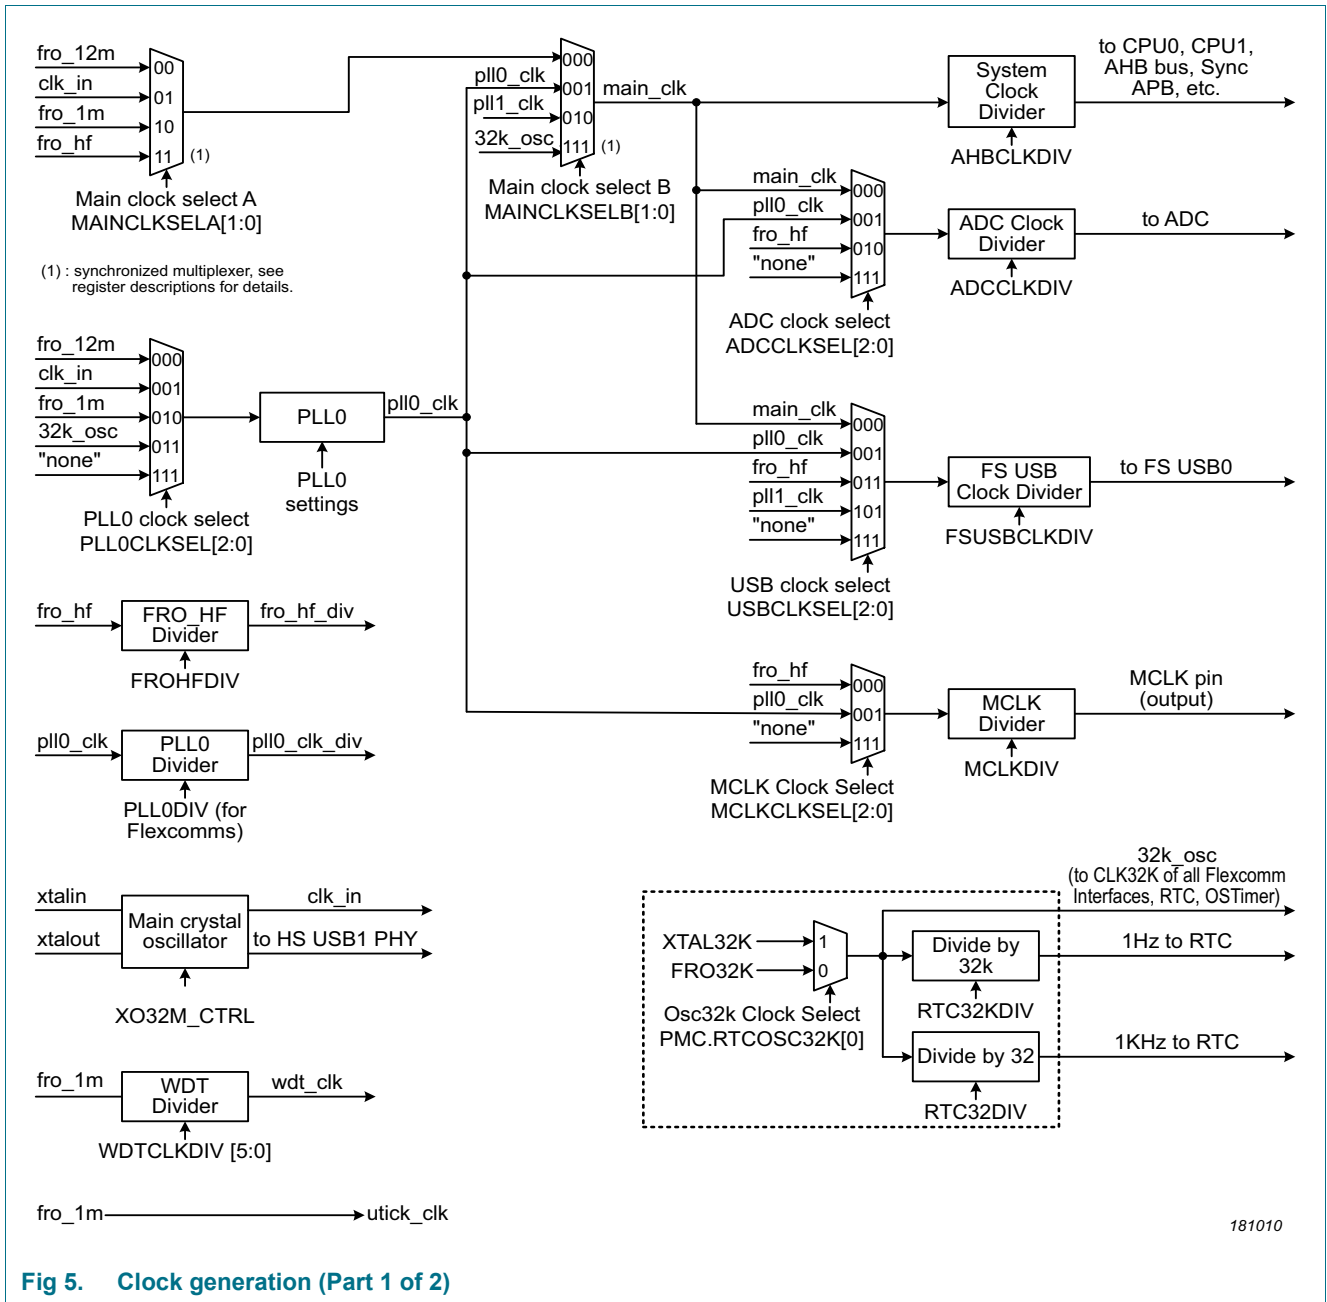 fro_12m
clk_in
fro_1m
fro_hf
00
01
10
11
(1)
Main clock select A
MAINCLKSELA[1:0]
(1) : synchronized multiplexer, see
register descriptions for details.
pll0_clk
pll1_clk
32k_osc
000
001
010
111
(1)
Main clock select B
MAINCLKSELB[1:0]
main_clk
System
Clock
Divider
AHBCLKDIV
to CPU0, CPU1,
AHB bus, Sync
APB, etc.
main_clk
pll0_clk
fro_hf
"none"
000
001
010
111
ADC clock select
ADCCLKSEL[2:0]
ADC Clock
Divider
ADCCLKDIV
to ADC
fro_12m
clk_in
fro_1m
32k_osc
"none"
000
001
010
011
111
PLL0 clock select
PLL0CLKSEL[2:0]
PLL0
PLL0
settings
pll0_clk
main_clk
pll0_clk
fro_hf
pll1_clk
"none"
000
001
011
101
111
USB clock select
USBCLKSEL[2:0]
FS USB
Clock Divider
FSUSBCLKDIV
to FS USB0
fro_hf
FRO_HF
Divider
FROHFDIV
fro_hf_div
fro_hf
pll0_clk
"none"
000
001
111
MCLK Clock Select
MCLKCLKSEL[2:0]
MCLK
Divider
MCLKDIV
MCLK pin
(output)
pll0_clk
PLL0
Divider
PLL0DIV (for
Flexcomms)
pll0_clk_div
xtalin
xtalout
Main crystal
oscillator
XO32M_CTRL
clk_in
to HS USB1 PHY
XTAL32K
FRO32K
1
0
Osc32k Clock Select
PMC.RTCOSC32K[0]
Divide by
32k
RTC32KDIV
Divide by 32
RTC32DIV
32k_osc
(to CLK32K of all Flexcomm
Interfaces, RTC, OSTimer)
1Hz to RTC
1KHz to RTC
fro_1m
WDT
Divider
WDTCLKDIV [5:0]
wdt_clk
fro_1m
utick_clk
181010
Fig 5. Clock generation (Part 1 of 2)